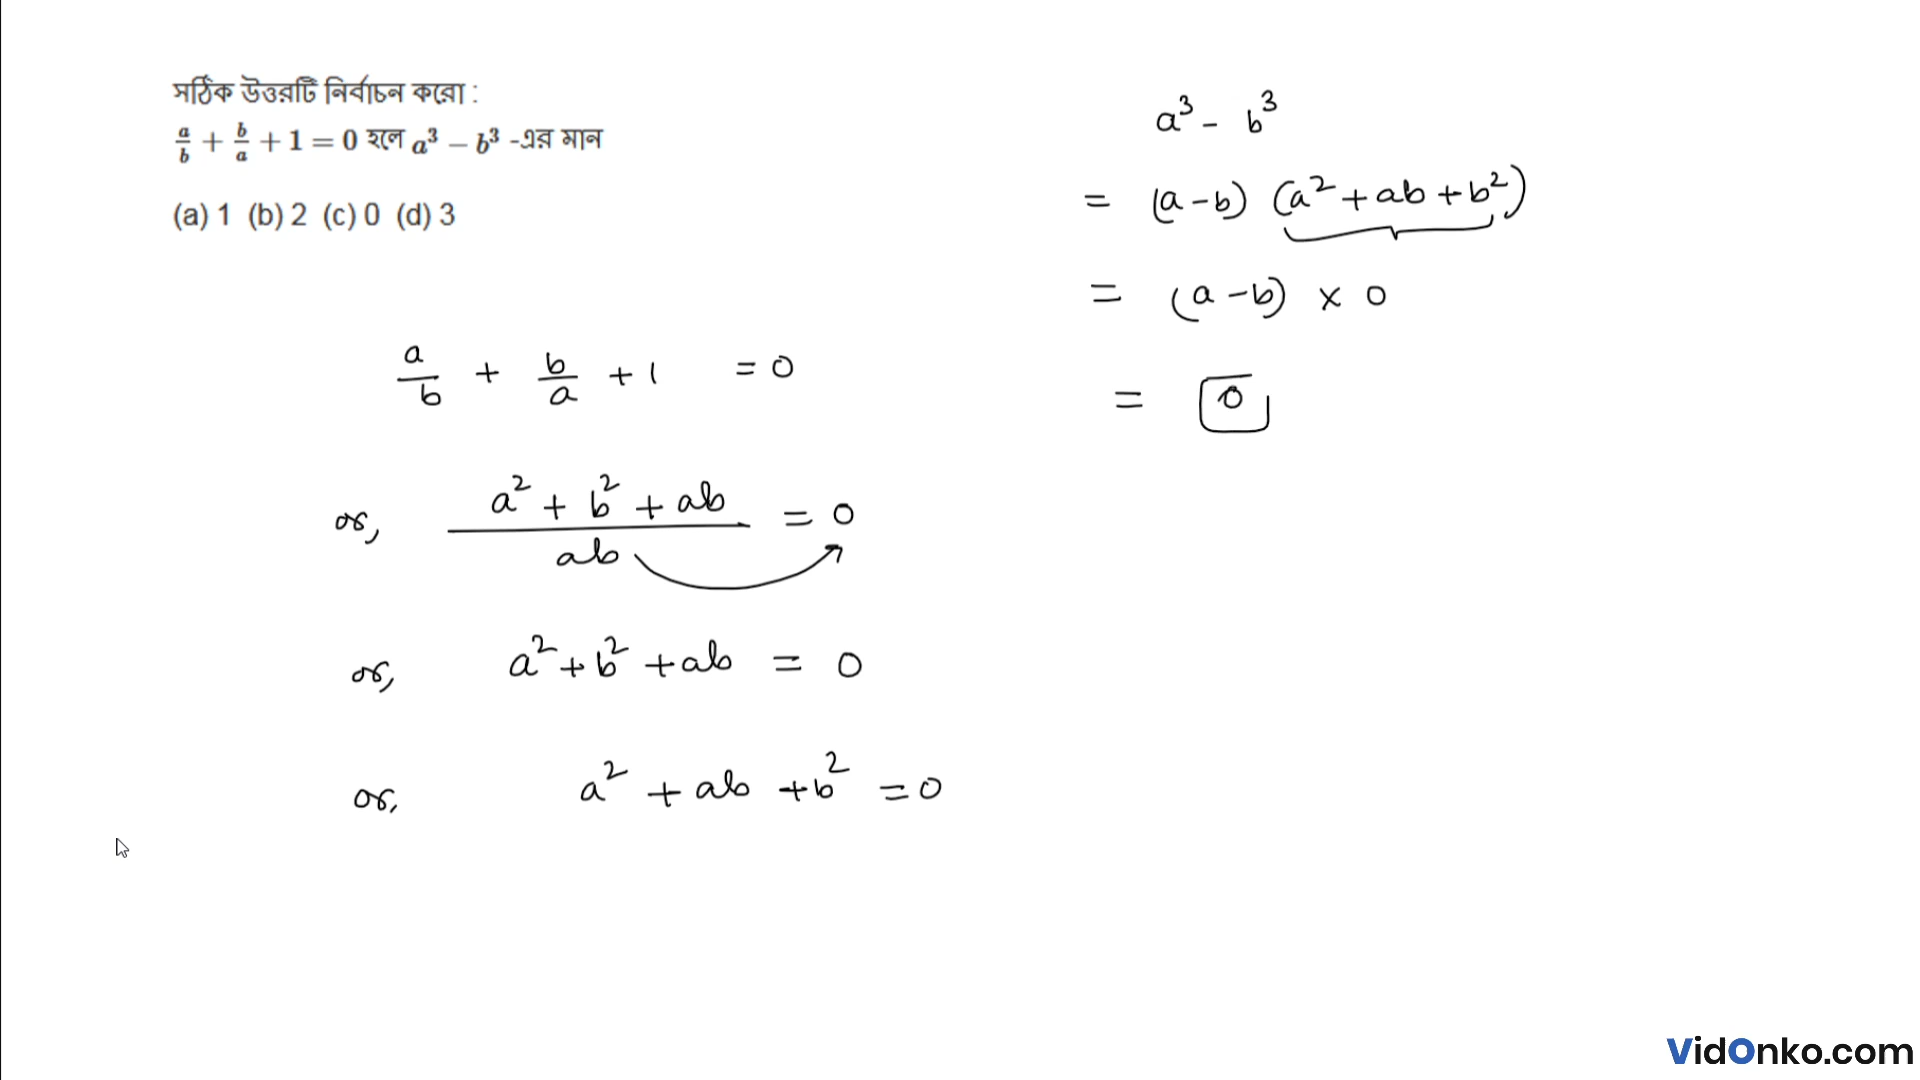 সঠিক উত্তরটি নির্বাচন করো :
a/b + b/a + 1 = 0 হলে a³ − b³ -এর মান
(a) 1 (b) 2 (c) 0 (d) 3
a/b + b/a + 1 = 0
or, (a² + b² + ab)/ab = 0
or, a² + b² + ab = 0
or, a² + ab + b² = 0
a³ - b³
= (a - b) (a² + ab + b²)
= (a - b) × 0
= 0
VidOnko.com